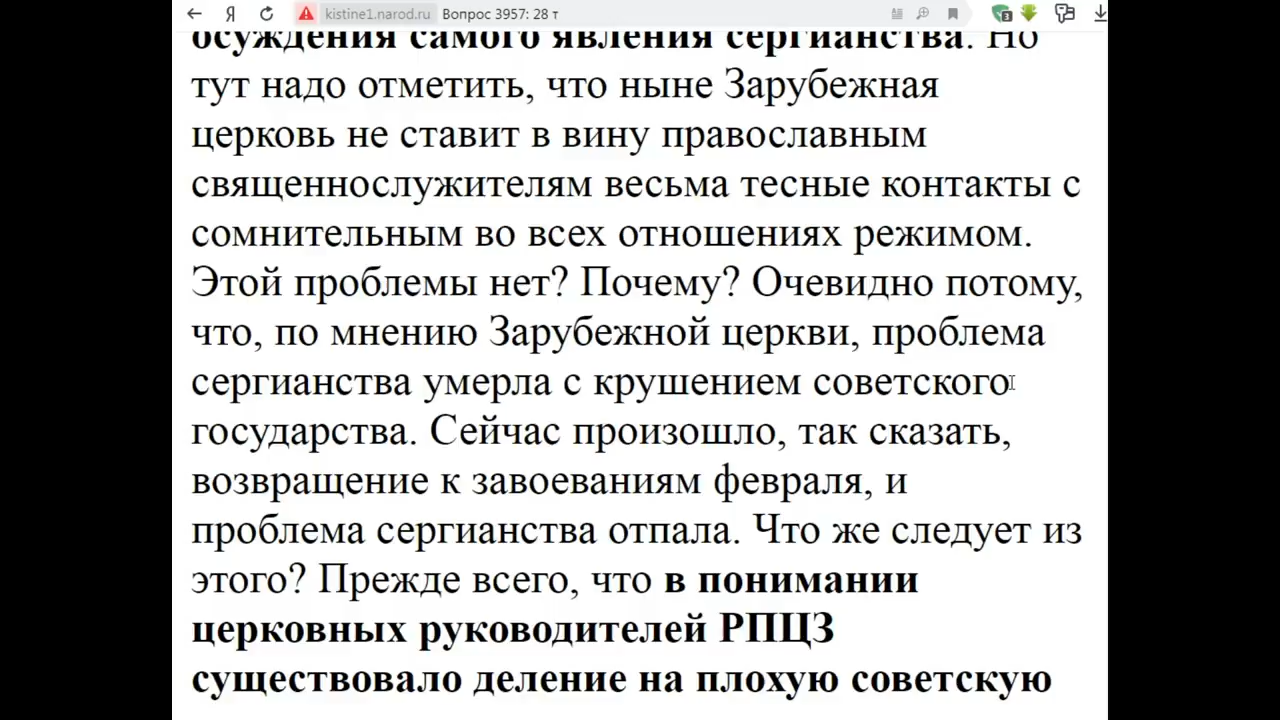 kistine1.narod.ru Вопрос 3957: 28 т
осуждения самого явления сергианства. Но
тут надо отметить, что ныне Зарубежная
церковь не ставит в вину православным
священнослужителям весьма тесные контакты с
сомнительным во всех отношениях режимом.
Этой проблемы нет? Почему? Очевидно потому,
что, по мнению Зарубежной церкви, проблема
сергианства умерла с крушением советского
государства. Сейчас произошло, так сказать,
возвращение к завоеваниям февраля, и
проблема сергианства отпала. Что же следует из
этого? Прежде всего, что в понимании
церковных руководителей РПЦЗ
существовало деление на плохую советскую